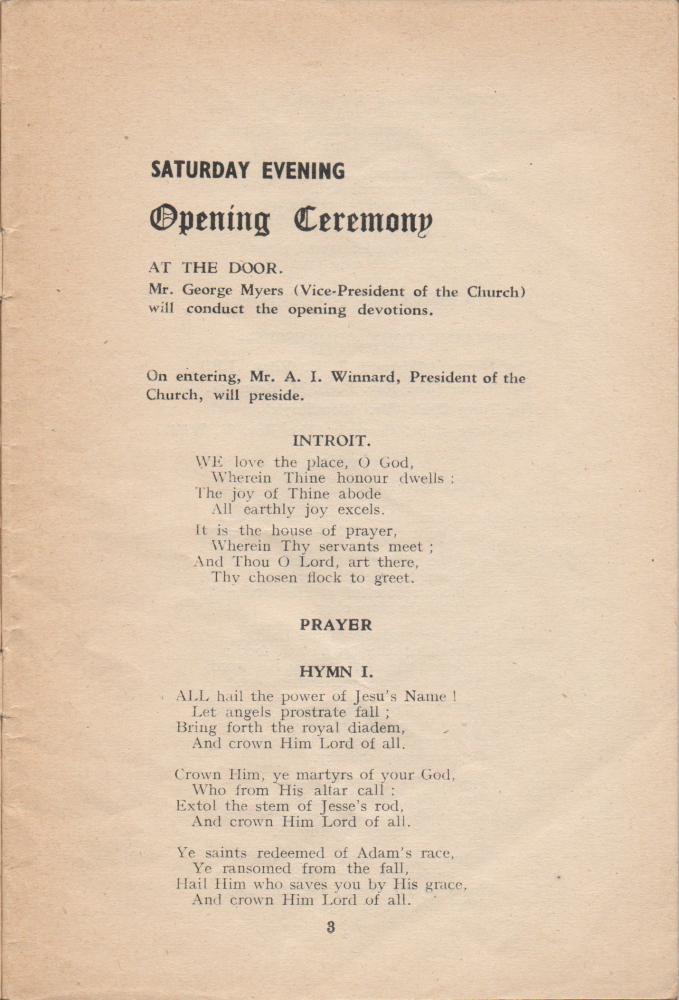 SATURDAY EVENING
Opening Ceremony
AT THE DOOR.
Mr. George Myers (Vice-President of the Church)
will conduct the opening devotions.
On entering, Mr. A. I. Winnard, President of the
Church, will preside.
INTROIT.
WE love the place, O God,
Wherein Thine honour dwells ;
The joy of Thine abode
All earthly joy excels.
It is the house of prayer,
Wherein Thy servants meet ;
And Thou O Lord, art there,
Thy chosen flock to greet.
PRAYER
HYMN I.
ALL hail the power of Jesu's Name !
Let angels prostrate fall ;
Bring forth the royal diadem,
And crown Him Lord of all.
Crown Him, ye martyrs of your God,
Who from His altar call :
Extol the stem of Jesse's rod,
And crown Him Lord of all.
Ye saints redeemed of Adam's race,
Ye ransomed from the fall,
Hail Him who saves you by His grace,
And crown Him Lord of all.
3